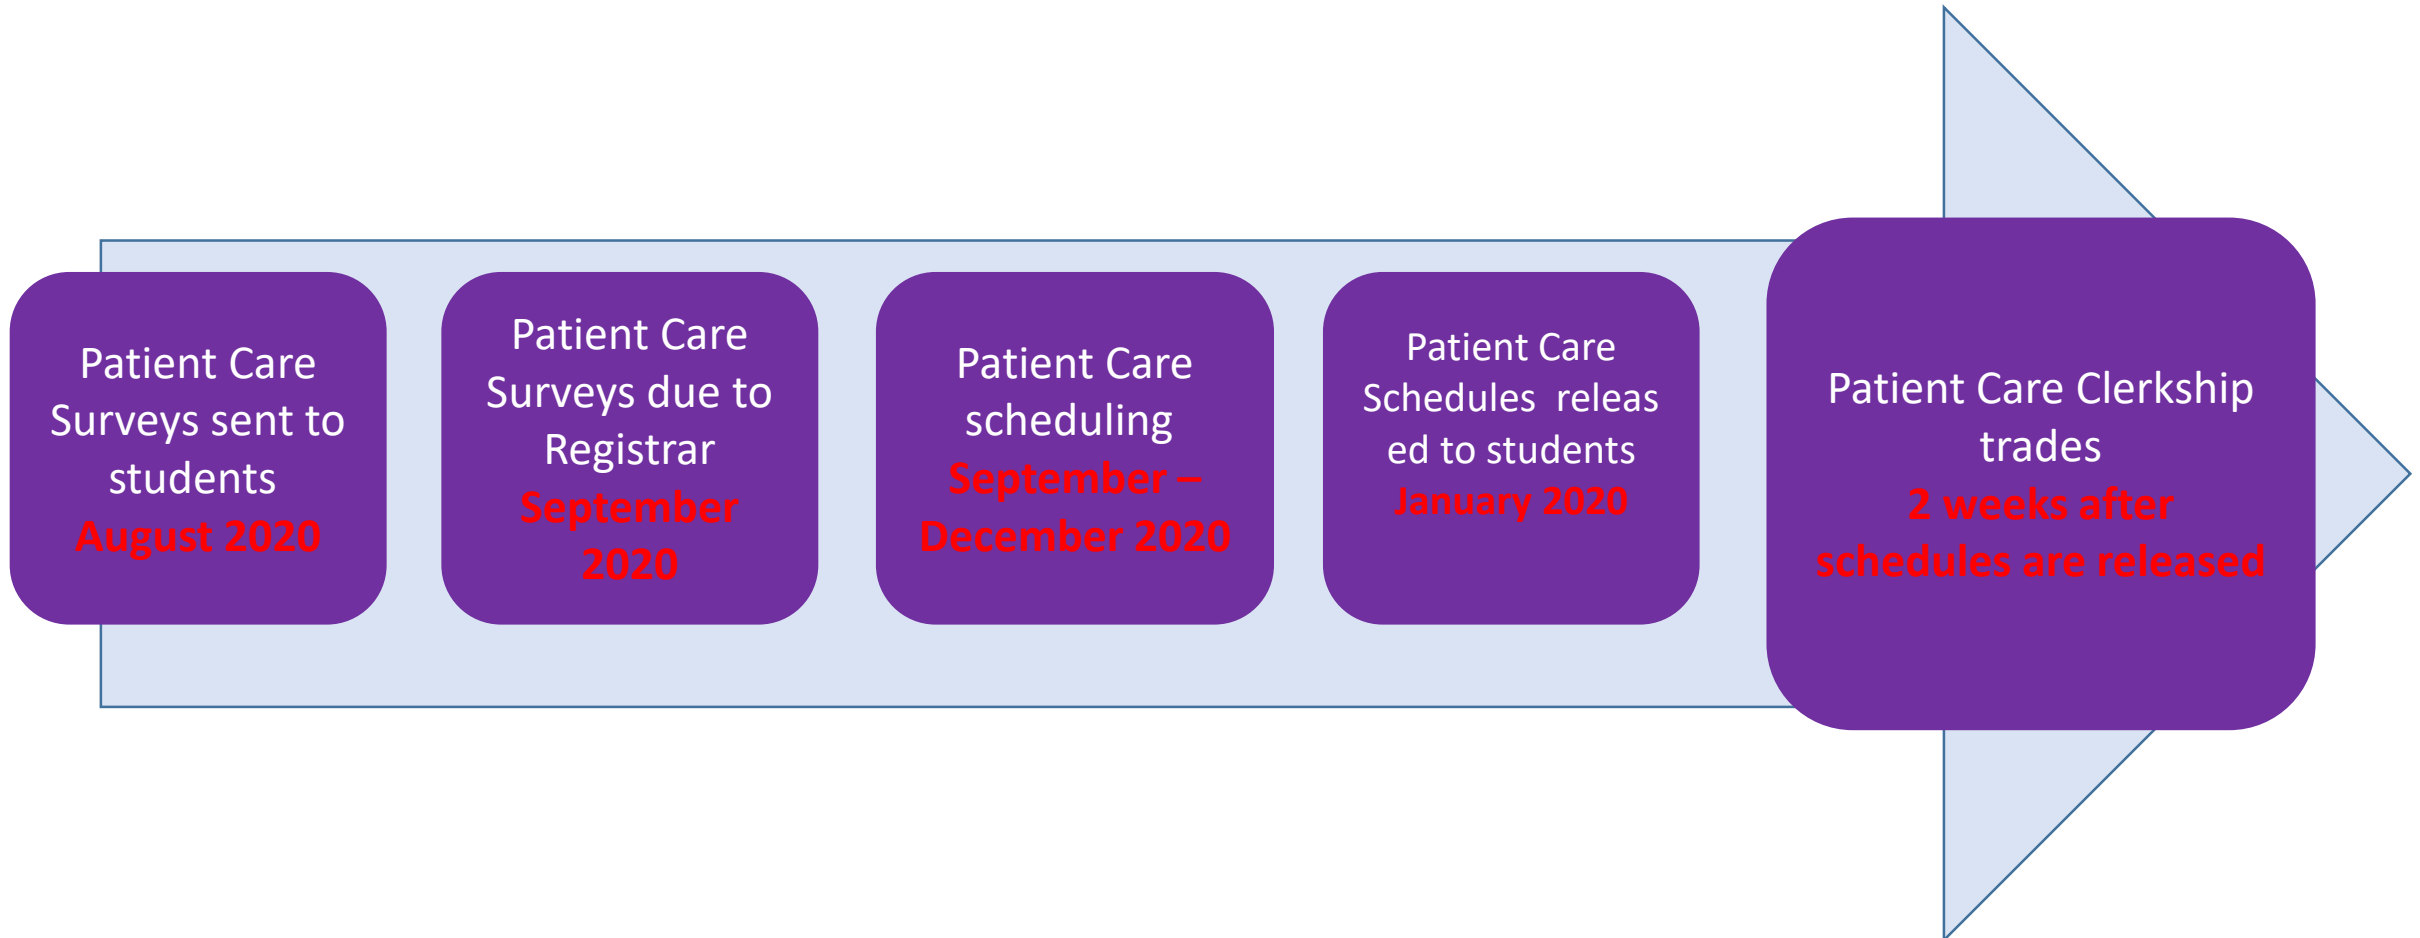 Patient Care
Surveys sent to
students
August 2020
Patient Care
Surveys due to
Registrar
September
2020
Patient Care
scheduling
September –
December 2020
Patient Care
Schedules  releas
ed to students
January 2020
Patient Care Clerkship
trades
2 weeks after
schedules are released